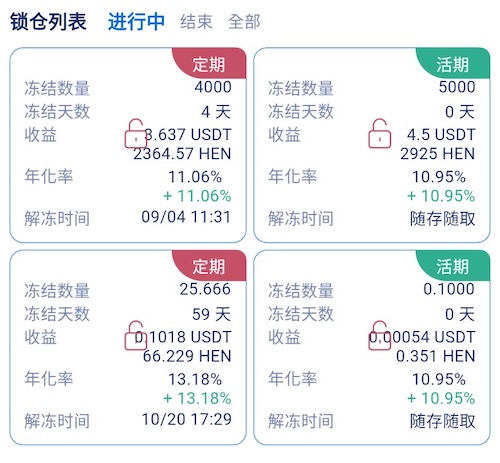 锁仓列表 进行中 结束 全部
定期
冻结数量 4000
冻结天数 4 天
收益 3.637 USDT
2364.57 HEN
年化率 11.06%
+ 11.06%
解冻时间 09/04 11:31
活期
冻结数量 5000
冻结天数 0 天
收益 4.5 USDT
2925 HEN
年化率 10.95%
+ 10.95%
解冻时间 随存随取
定期
冻结数量 25.666
冻结天数 59 天
收益 0.1018 USDT
66.229 HEN
年化率 13.18%
+ 13.18%
解冻时间 10/20 17:29
活期
冻结数量 0.1000
冻结天数 0 天
收益 0.00054 USDT
0.351 HEN
年化率 10.95%
+ 10.95%
解冻时间 随存随取